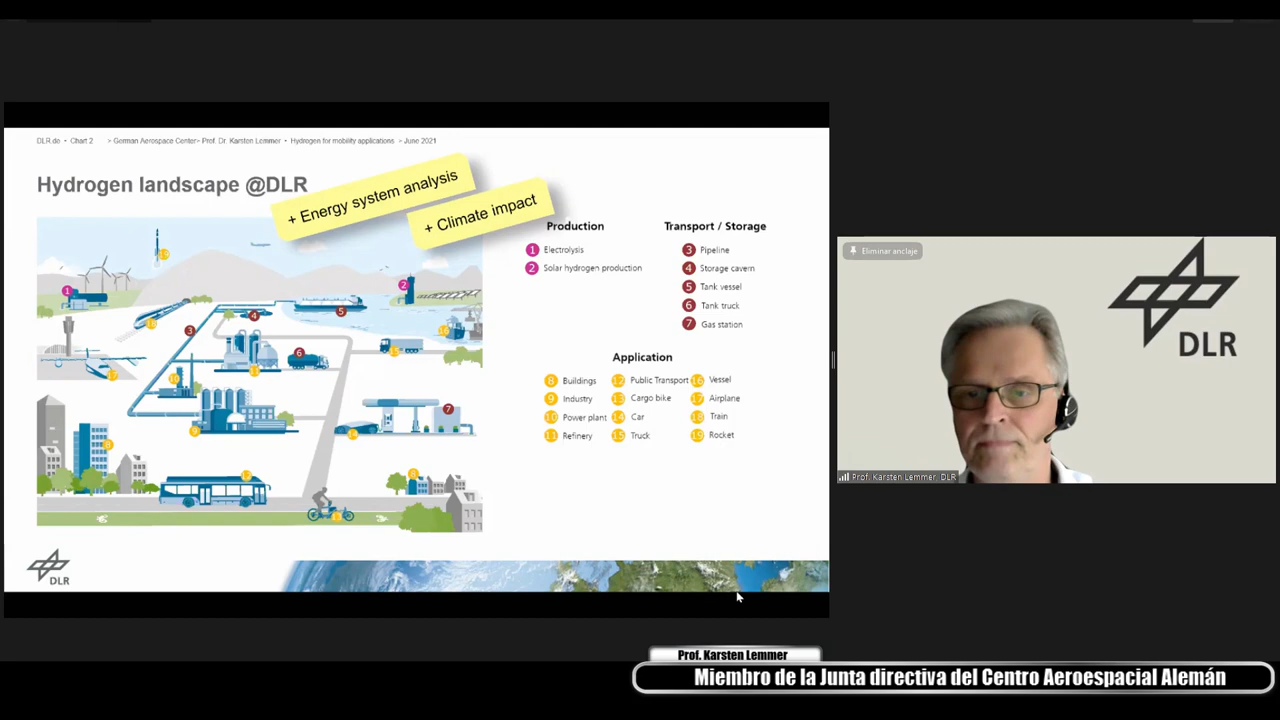 DLR.de • Chart 2 > German Aerospace Center> Prof. Dr. Karsten Lemmer • Hydrogen for mobility applications > June 2021
Hydrogen landscape @DLR
+ Energy system analysis
+ Climate impact
Production
1 Electrolysis
2 Solar hydrogen production
Transport / Storage
3 Pipeline
4 Storage cavern
5 Tank vessel
6 Tank truck
7 Gas station
Application
8 Buildings
9 Industry
10 Power plant
11 Refinery
12 Public Transport
13 Cargo bike
14 Car
15 Truck
16 Vessel
17 Airplane
18 Train
19 Rocket
DLR
Eliminar anclaje
DLR
Prof. Karsten Lemmer DLR
Prof. Karsten Lemmer
Miembro de la Junta directiva del Centro Aeroespacial Alemán